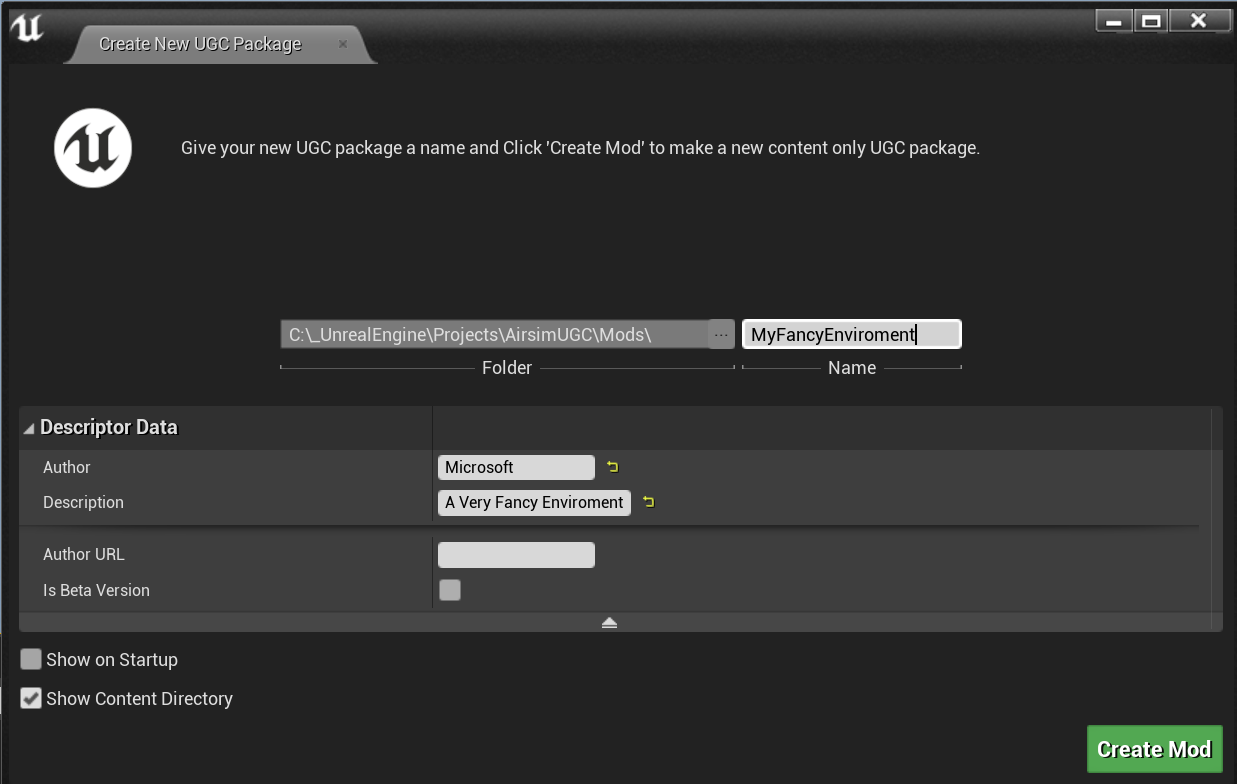 Create New UGC Package
Give your new UGC package a name and Click 'Create Mod' to make a new content only UGC package.
C:\_UnrealEngine\Projects\AirsimUGC\Mods\ ... MyFancyEnviroment
Folder Name
Descriptor Data
Author Microsoft
Description A Very Fancy Enviroment
Author URL
Is Beta Version
Show on Startup
Show Content Directory
Create Mod